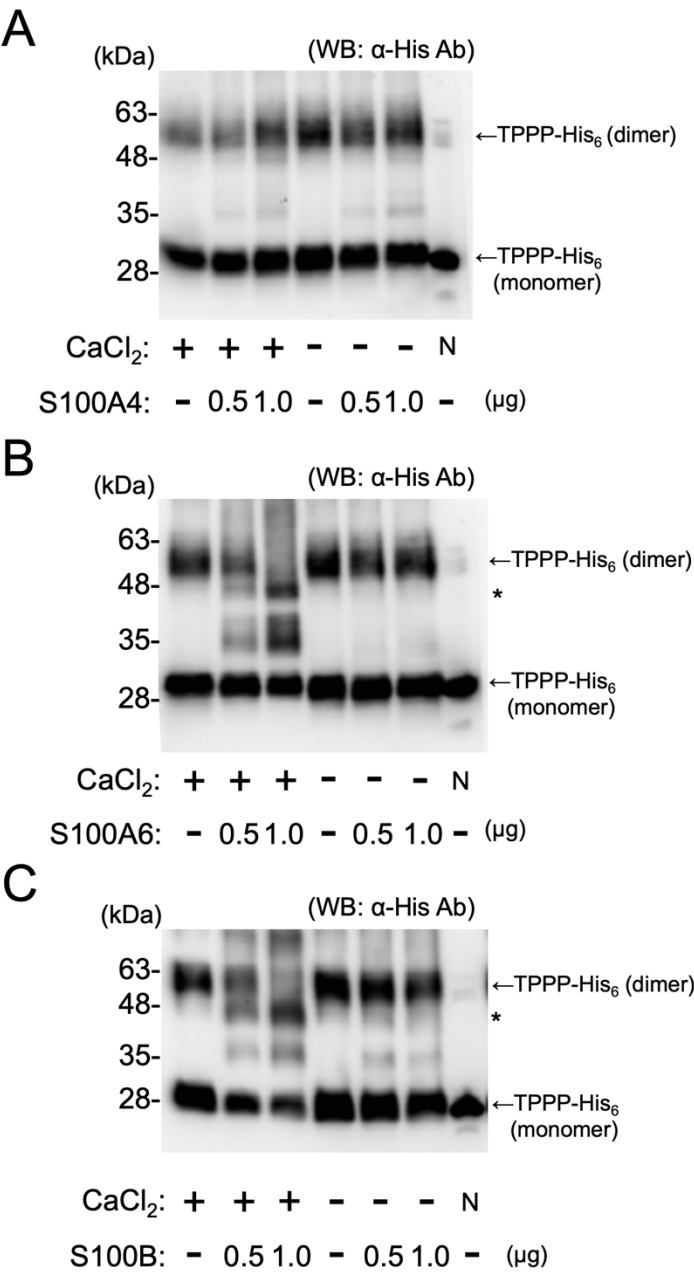 A
(kDa) (WB: α-His Ab)
63-
←TPPP-His₆ (dimer)
48-
35-
←TPPP-His₆
28-
(monomer)
CaCl₂: + + + - - - N
S100A4: - 0.5 1.0 - 0.5 1.0 - (μg)
B
(kDa) (WB: α-His Ab)
63-
←TPPP-His₆ (dimer)
48-
*
35-
←TPPP-His₆
28-
(monomer)
CaCl₂: + + + - - - N
S100A6: - 0.5 1.0 - 0.5 1.0 - (μg)
C
(kDa) (WB: α-His Ab)
63-
←TPPP-His₆ (dimer)
48-
*
35-
28-
←TPPP-His₆
(monomer)
CaCl₂: + + + - - - N
S100B: - 0.5 1.0 - 0.5 1.0 - (μg)